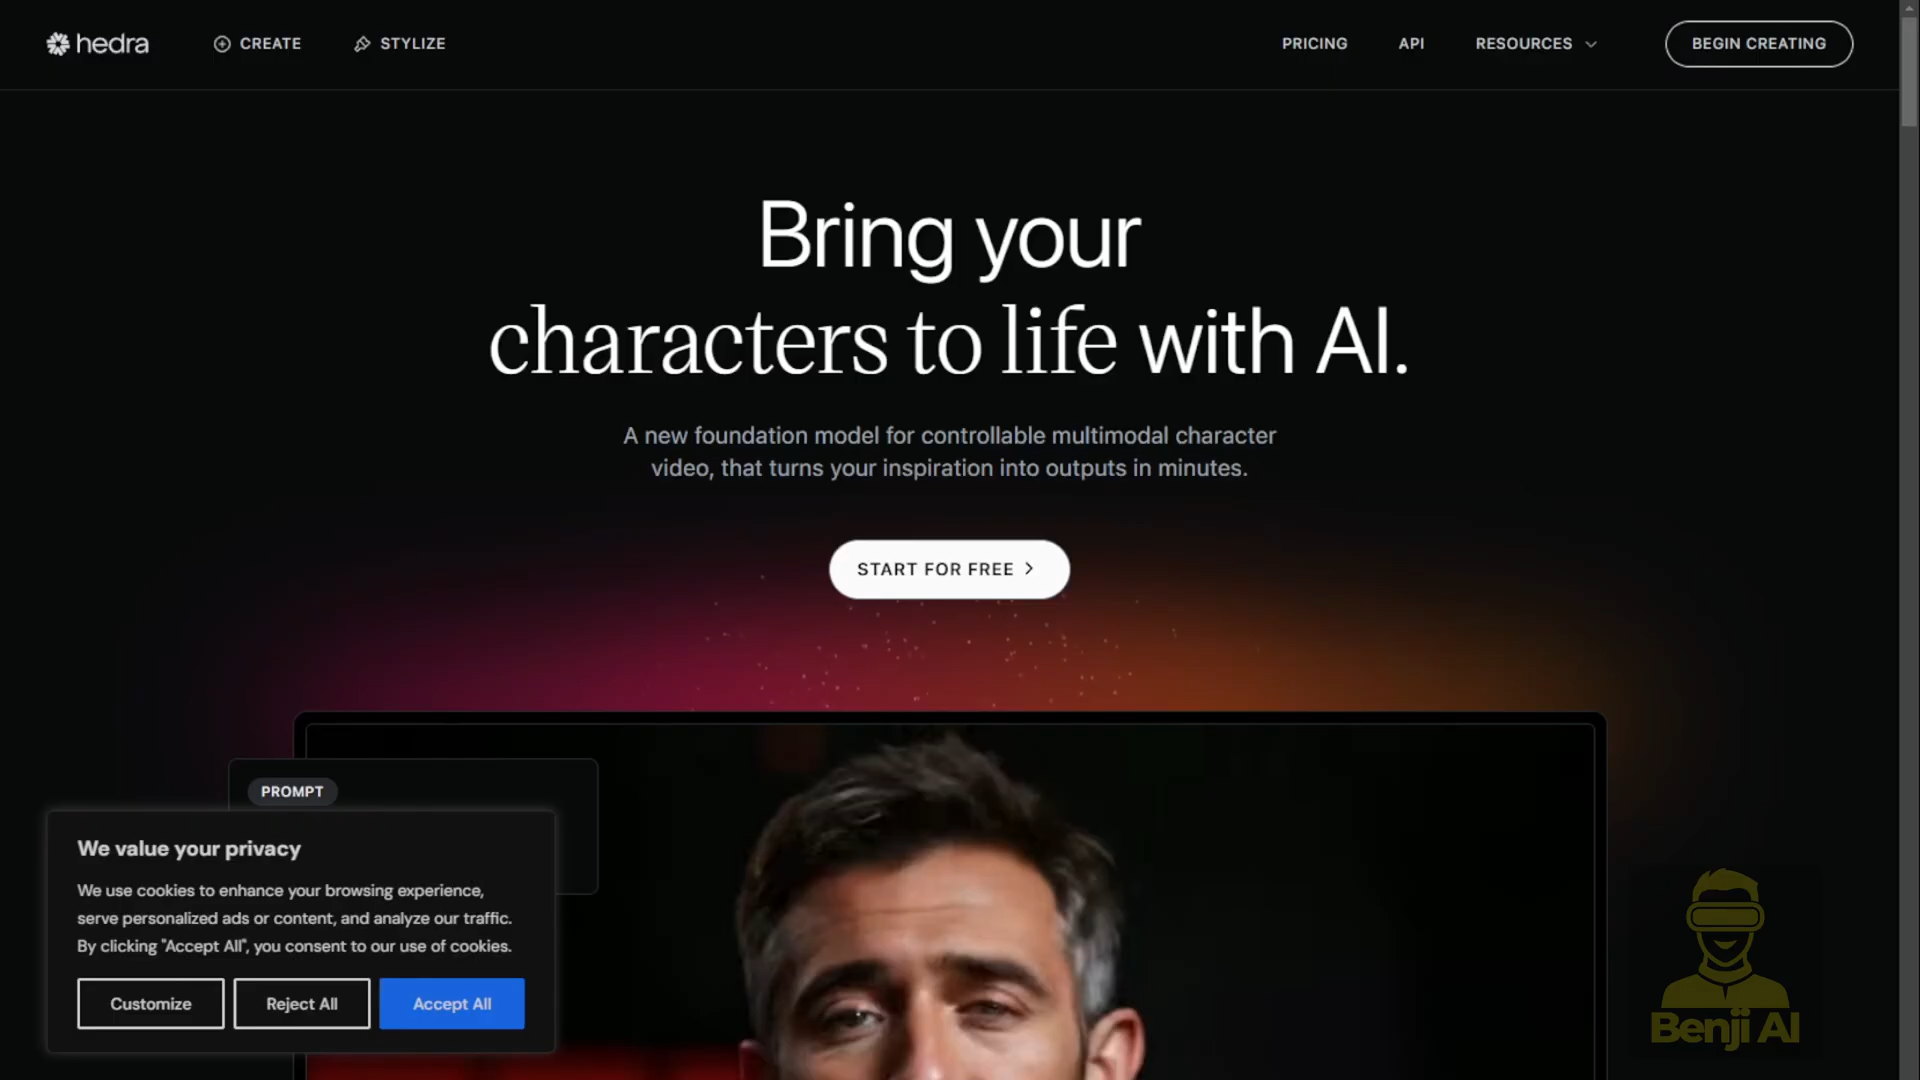 hedra
CREATE
STYLIZE
PRICING
API
RESOURCES
BEGIN CREATING
Bring your
characters to life with AI.
A new foundation model for controllable multimodal character
video, that turns your inspiration into outputs in minutes.
START FOR FREE
PROMPT
We value your privacy
We use cookies to enhance your browsing experience,
serve personalized ads or content, and analyze our traffic.
By clicking "Accept All", you consent to our use of cookies.
Customize
Reject All
Accept All
Benji AI